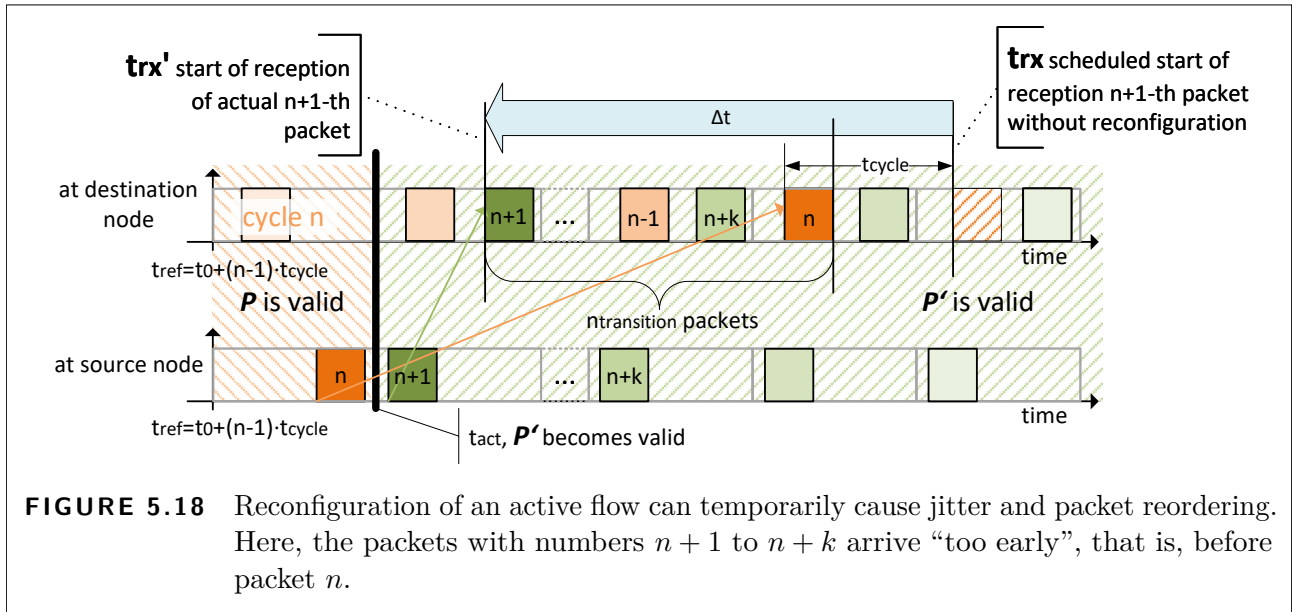 trx' start of reception
of actual n+1-th
packet
trx scheduled start of
reception n+1-th packet
without reconfiguration
Δt
tcycle
at destination
node
cycle n
n+1
...
n-1
n+k
n
time
tref=t0+(n-1)·tcycle
P is valid
ntransition packets
P‘ is valid
at source node
n
n+1
...
n+k
time
tref=t0+(n-1)·tcycle
tact, P‘ becomes valid
FIGURE 5.18 Reconfiguration of an active flow can temporarily cause jitter and packet reordering.
Here, the packets with numbers n + 1 to n + k arrive “too early”, that is, before
packet n.